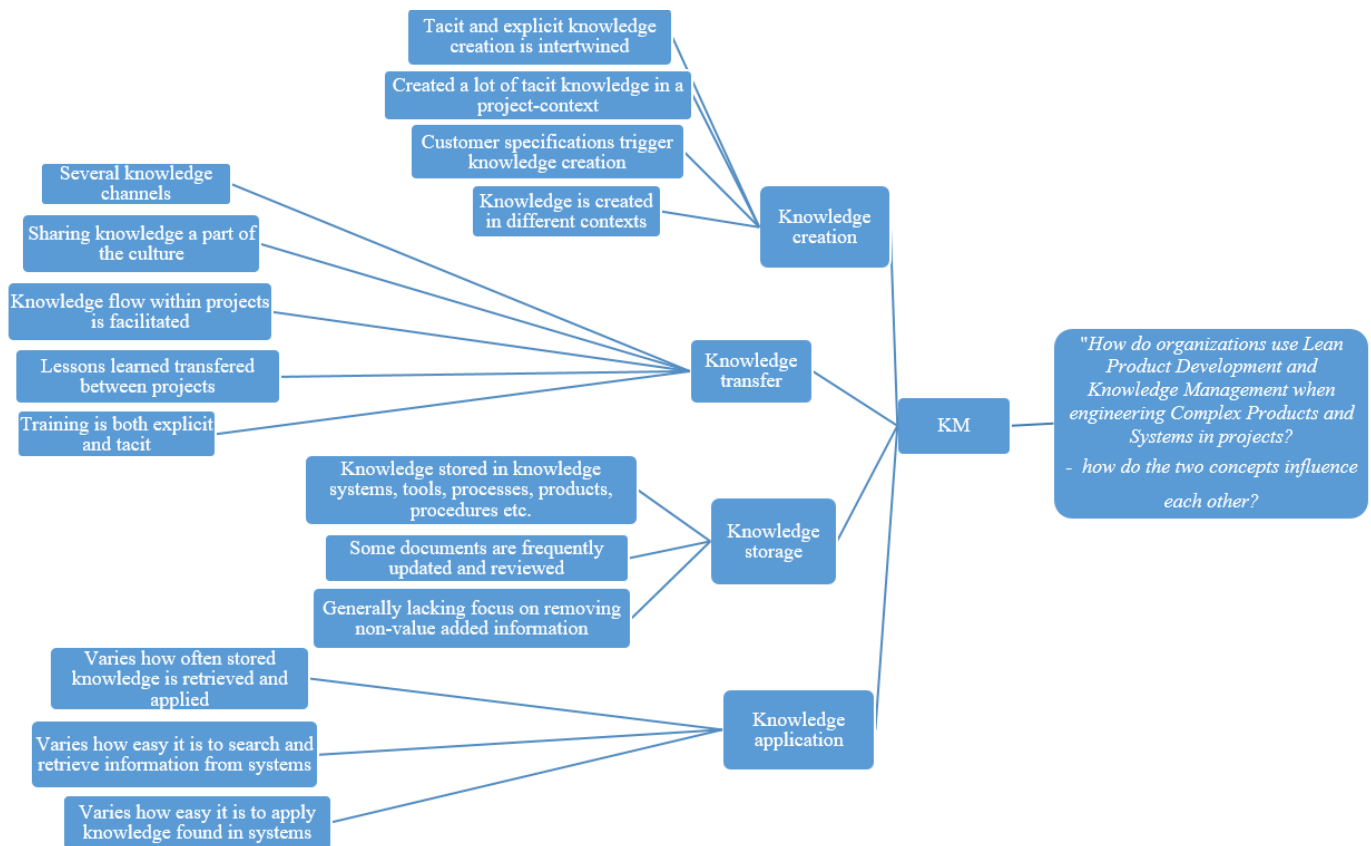 Tacit and explicit knowledge
creation is intertwined
Created a lot of tacit knowledge in a
project-context
Customer specifications trigger
knowledge creation
Knowledge is created
in different contexts
Knowledge
creation
Several knowledge
channels
Sharing knowledge a part of
the culture
Knowledge flow within projects
is facilitated
Lessons learned transfered
between projects
Training is both explicit
and tacit
Knowledge
transfer
Knowledge stored in knowledge
systems, tools, processes, products,
procedures etc.
Some documents are frequently
updated and reviewed
Generally lacking focus on removing
non-value added information
Knowledge
storage
Varies how often stored
knowledge is retrieved and
applied
Varies how easy it is to search and
retrieve information from systems
Varies how easy it is to apply
knowledge found in systems
Knowledge
application
KM
"How do organizations use Lean
Product Development and
Knowledge Management when
engineering Complex Products and
Systems in projects?
- how do the two concepts influence
each other?